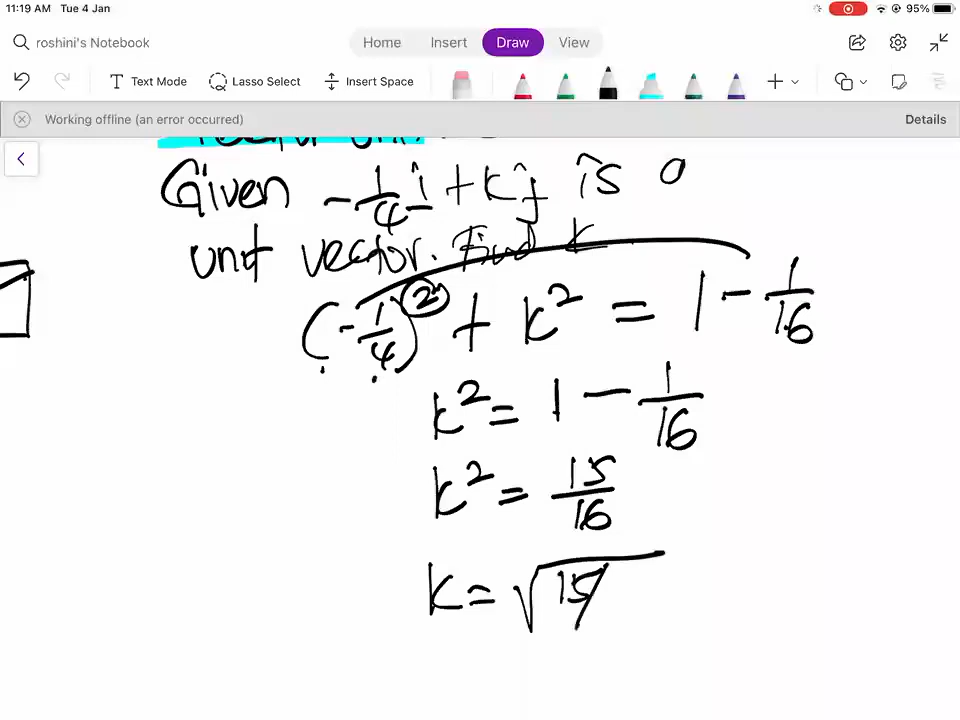 11:19 AM Tue 4 Jan
95%
roshini's Notebook
Home Insert Draw View
Text Mode Lasso Select Insert Space
Working offline (an error occurred) Details
Given -1/4 i + kj is a
unit vector. Find k
(-1/4)² + k² = 1 - 1/16
k² = 1 - 1/16
k² = 15/16
k = √15/